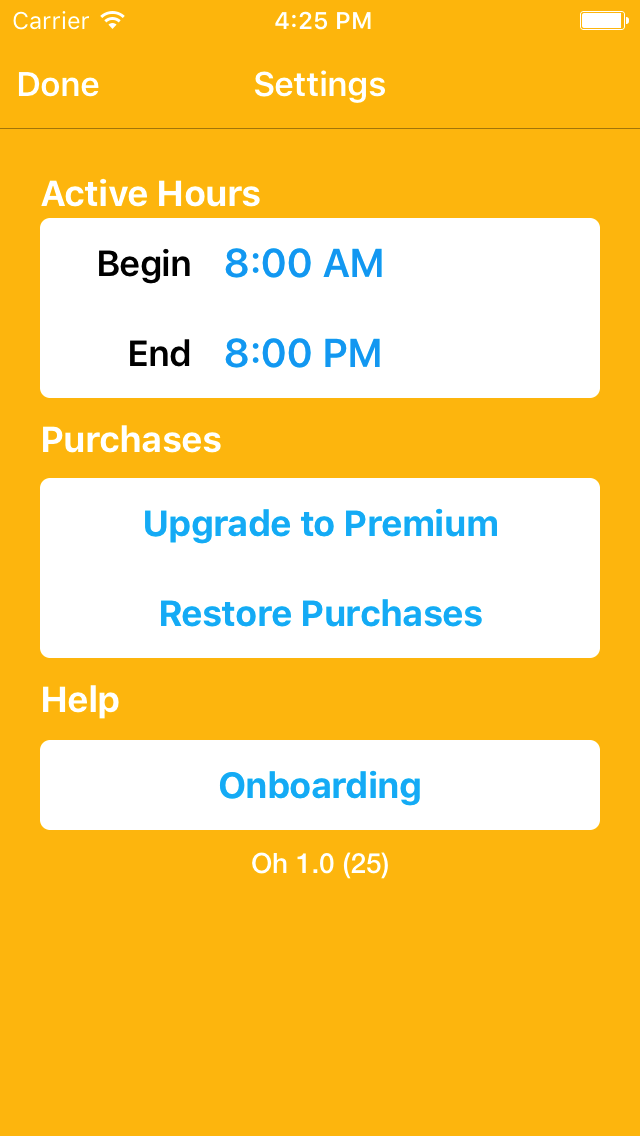 Carrier 4:25 PM
Done Settings
Active Hours
Begin 8:00 AM
End 8:00 PM
Purchases
Upgrade to Premium
Restore Purchases
Help
Onboarding
Oh 1.0 (25)